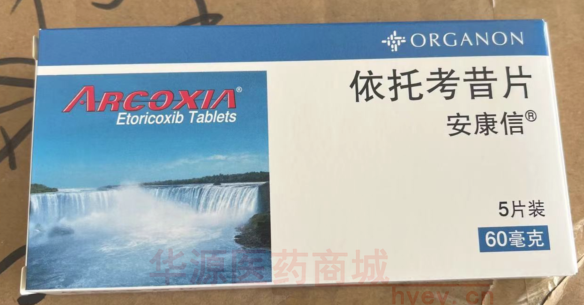 ORGANON
ARCOXIA®
Etoricoxib Tablets
依托考昔片
安康信®
5片装
60毫克
华源医药商城